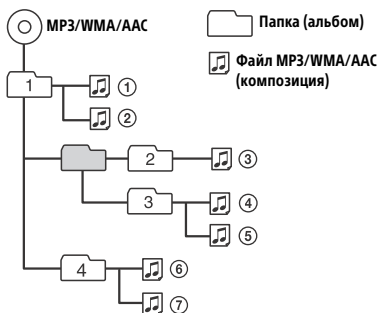 MP3/WMA/AAC
Папка (альбом)
Файл MP3/WMA/AAC
(композиция)
1
①
②
2
③
3
④
⑤
4
⑥
⑦